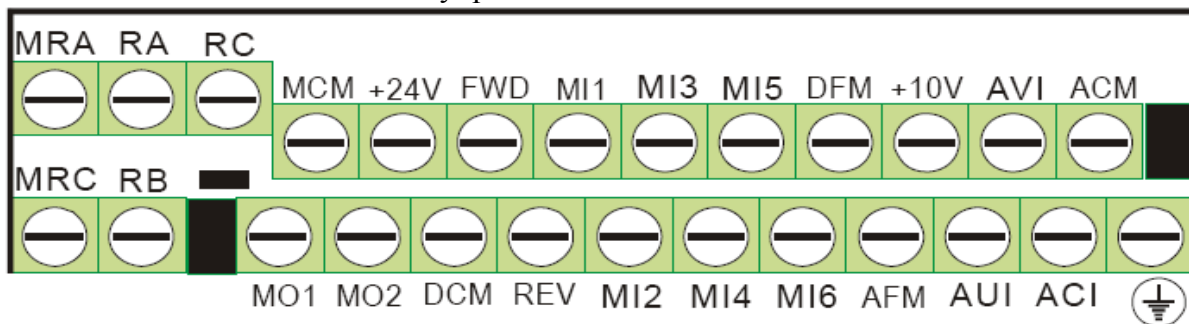 MRA RA RC
MCM +24V FWD MI1 MI3 MI5 DFM +10V AVI ACM
MRC RB
MO1 MO2 DCM REV MI2 MI4 MI6 AFM AUI ACI